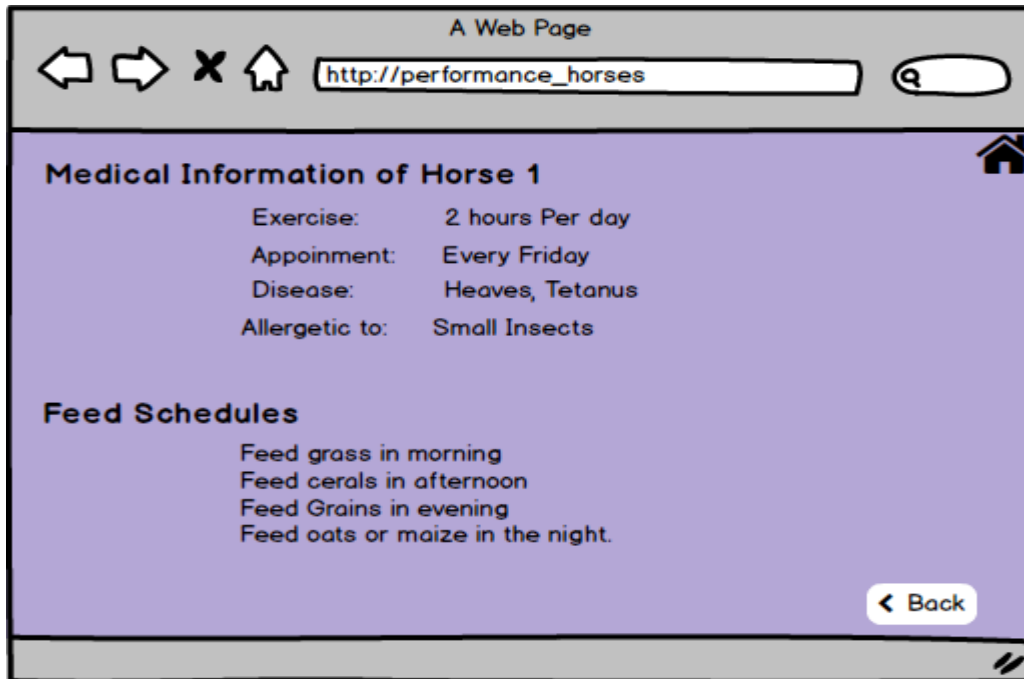 A Web Page
http://performance_horses
Medical Information of Horse 1
Exercise: 2 hours Per day
Appoinment: Every Friday
Disease: Heaves, Tetanus
Allergetic to: Small Insects
Feed Schedules
Feed grass in morning
Feed cerals in afternoon
Feed Grains in evening
Feed oats or maize in the night.
Back